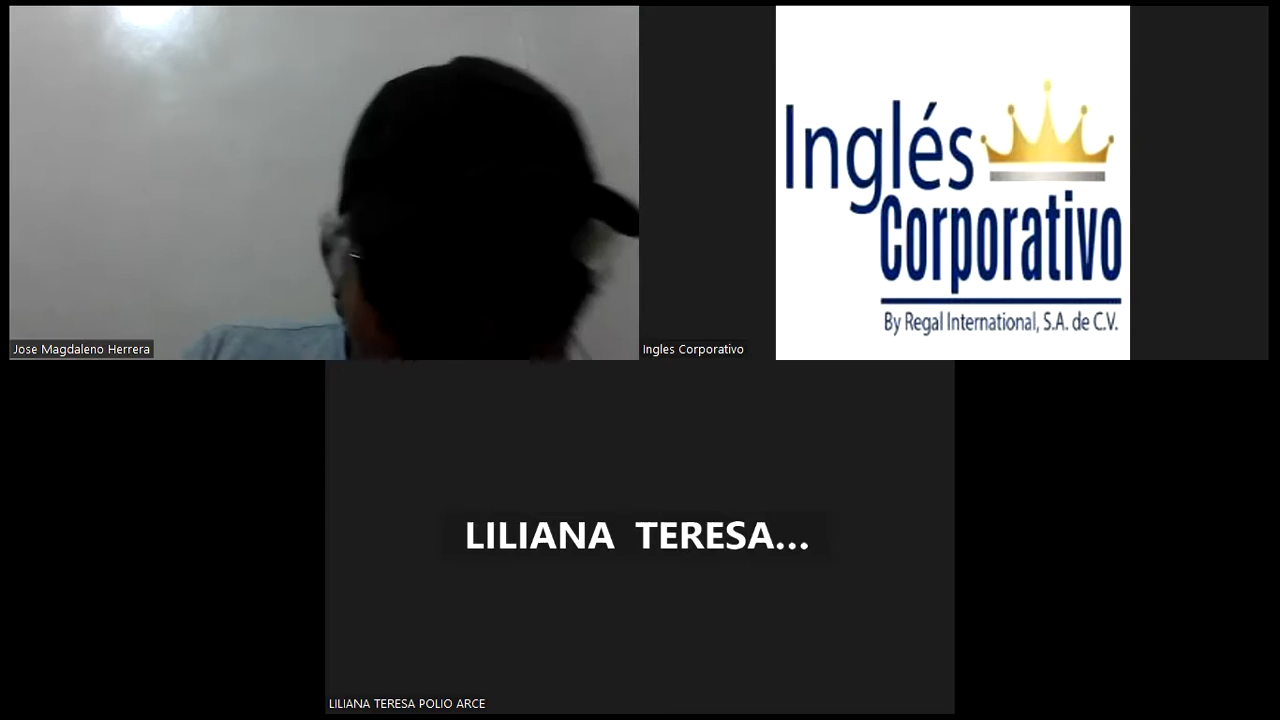 Inglés
Corporativo
By Regal International, S.A. de C.V.
Jose Magdaleno Herrera
Ingles Corporativo
LILIANA TERESA...
LILIANA TERESA POLIO ARCE